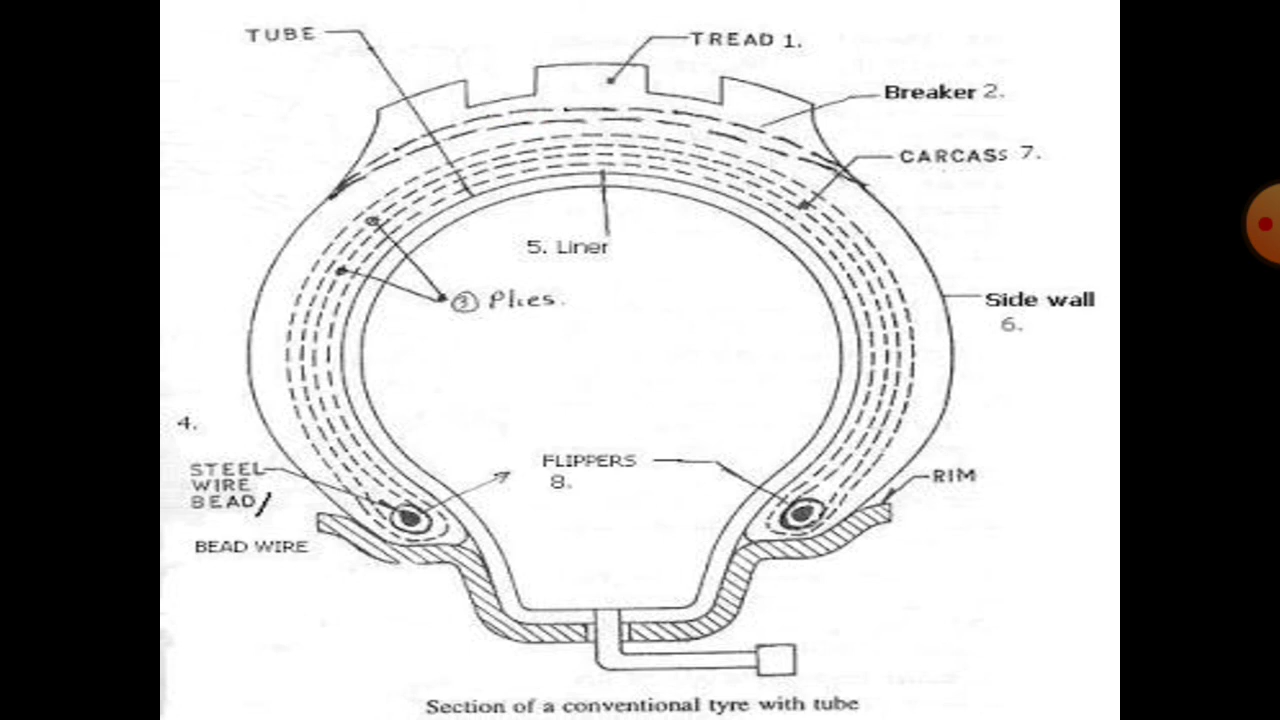 TUBE
TREAD 1.
Breaker 2.
CARCASS 7.
5. Liner
③ Plies.
Side wall
6.
4.
STEEL
WIRE
BEAD/
BEAD WIRE
FLIPPERS
8.
RIM
Section of a conventional tyre with tube